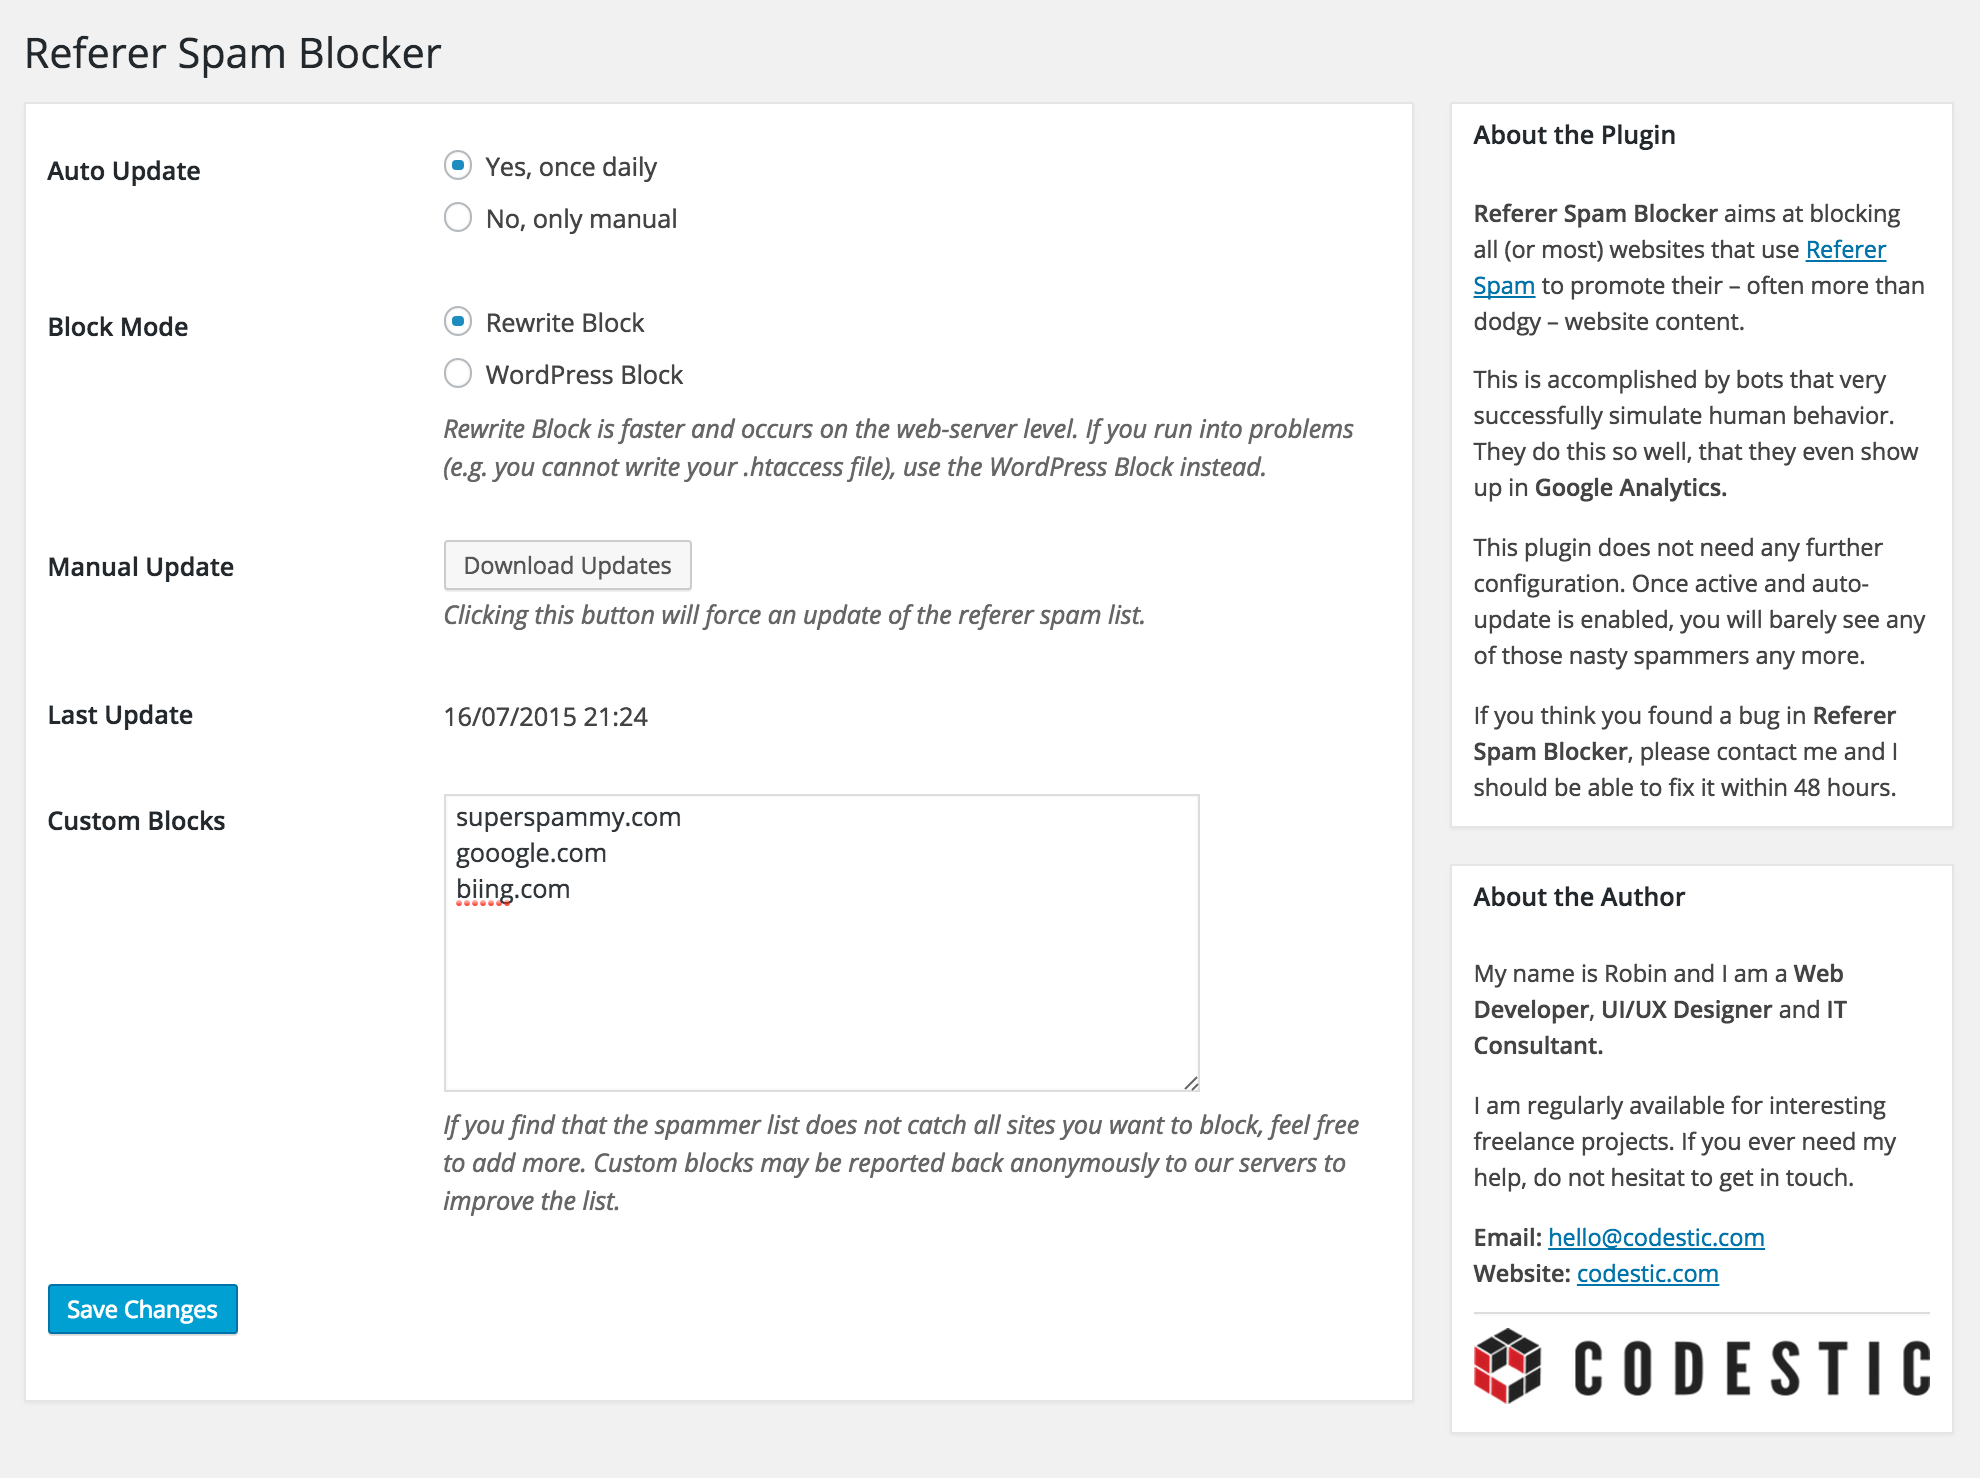 Referer Spam Blocker
Auto Update
Yes, once daily
No, only manual
Block Mode
Rewrite Block
WordPress Block
Rewrite Block is faster and occurs on the web-server level. If you run into problems
(e.g. you cannot write your .htaccess file), use the WordPress Block instead.
Manual Update
Download Updates
Clicking this button will force an update of the referer spam list.
Last Update
16/07/2015 21:24
Custom Blocks
superspammy.com
gooogle.com
biing.com
If you find that the spammer list does not catch all sites you want to block, feel free
to add more. Custom blocks may be reported back anonymously to our servers to
improve the list.
Save Changes
About the Plugin
Referer Spam Blocker aims at blocking
all (or most) websites that use Referer
Spam to promote their – often more than
dodgy – website content.
This is accomplished by bots that very
successfully simulate human behavior.
They do this so well, that they even show
up in Google Analytics.
This plugin does not need any further
configuration. Once active and auto-
update is enabled, you will barely see any
of those nasty spammers any more.
If you think you found a bug in Referer
Spam Blocker, please contact me and I
should be able to fix it within 48 hours.
About the Author
My name is Robin and I am a Web
Developer, UI/UX Designer and IT
Consultant.
I am regularly available for interesting
freelance projects. If you ever need my
help, do not hesitat to get in touch.
Email: hello@codestic.com
Website: codestic.com
CODESTIC